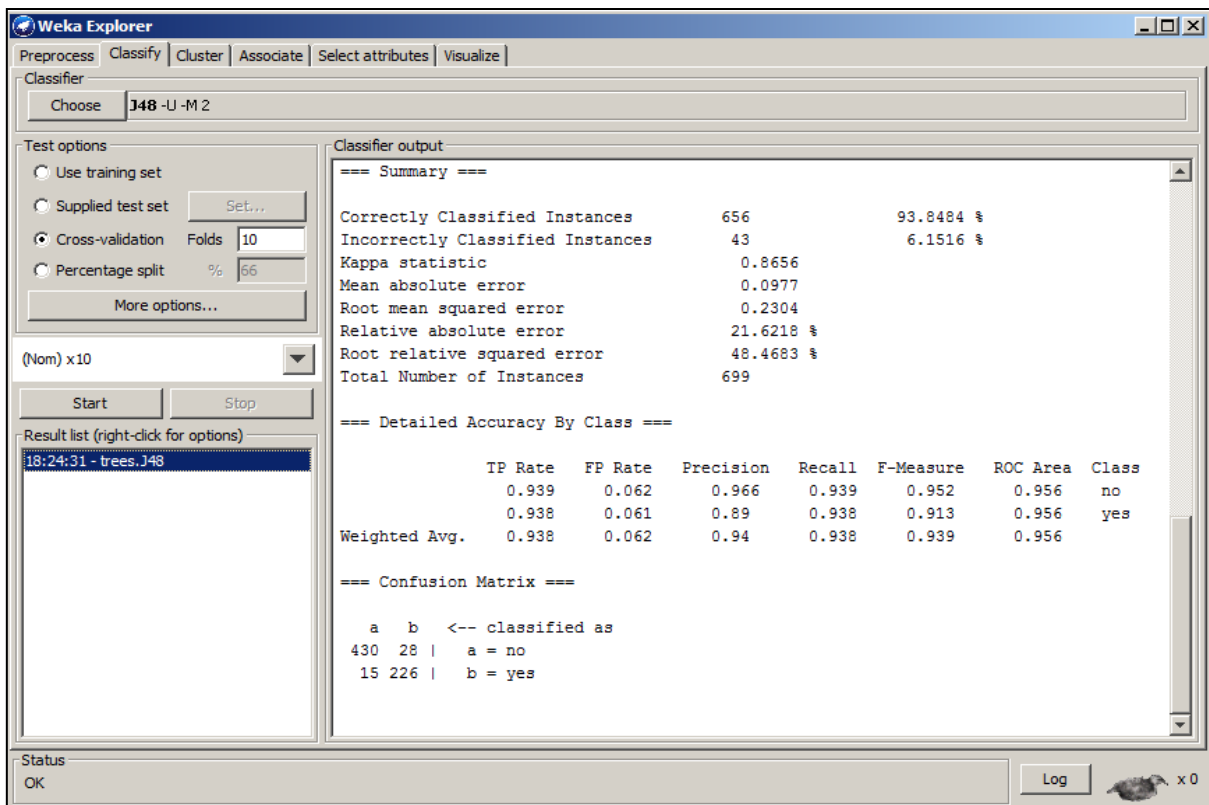 Weka Explorer
Preprocess Classify Cluster Associate Select attributes Visualize
Classifier
Choose J48 -U -M 2
Test options
Use training set
Supplied test set Set...
Cross-validation Folds 10
Percentage split % 66
More options...
(Nom) x10
Start Stop
Result list (right-click for options)
18:24:31 - trees.J48
Classifier output
=== Summary ===
Correctly Classified Instances 656 93.8484 %
Incorrectly Classified Instances 43 6.1516 %
Kappa statistic 0.8656
Mean absolute error 0.0977
Root mean squared error 0.2304
Relative absolute error 21.6218 %
Root relative squared error 48.4683 %
Total Number of Instances 699
=== Detailed Accuracy By Class ===
TP Rate FP Rate Precision Recall F-Measure ROC Area Class
0.939 0.062 0.966 0.939 0.952 0.956 no
0.938 0.061 0.89 0.938 0.913 0.956 yes
Weighted Avg. 0.938 0.062 0.94 0.938 0.939 0.956
=== Confusion Matrix ===
a b <-- classified as
430 28 | a = no
15 226 | b = yes
Status
OK
Log x 0